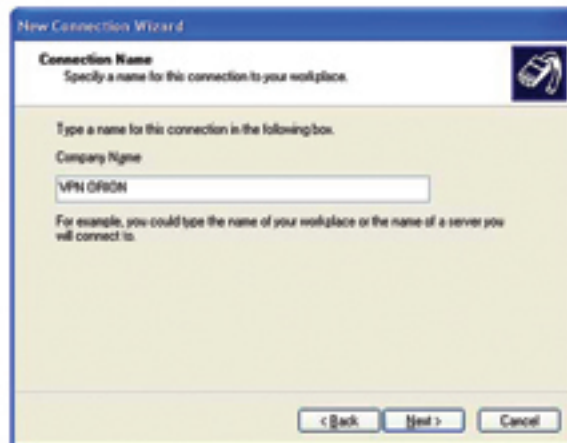 New Connection Wizard
Connection Name
Specify a name for this connection to your workplace.
Type a name for this connection in the following box.
Company Name
VPN ORION
For example, you could type the name of your workplace or the name of a server you
will connect to.
< Back
Next >
Cancel